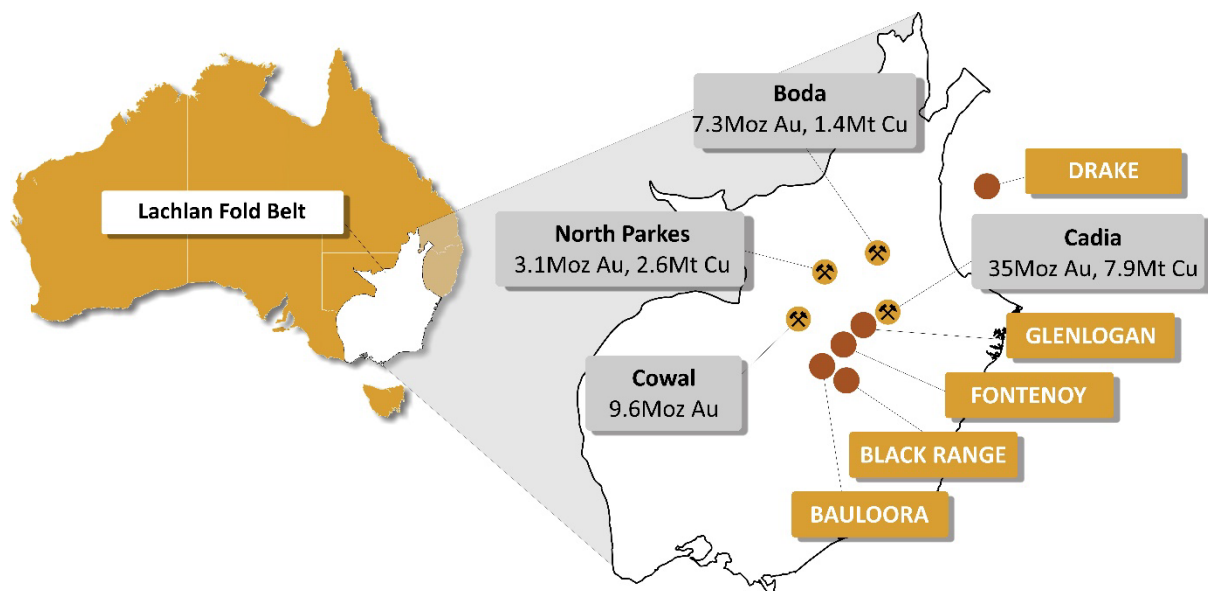 Lachlan Fold Belt
Boda
7.3Moz Au, 1.4Mt Cu
DRAKE
North Parkes
3.1Moz Au, 2.6Mt Cu
Cadia
35Moz Au, 7.9Mt Cu
GLENLOGAN
Cowal
9.6Moz Au
FONTENOY
BLACK RANGE
BAULOORA